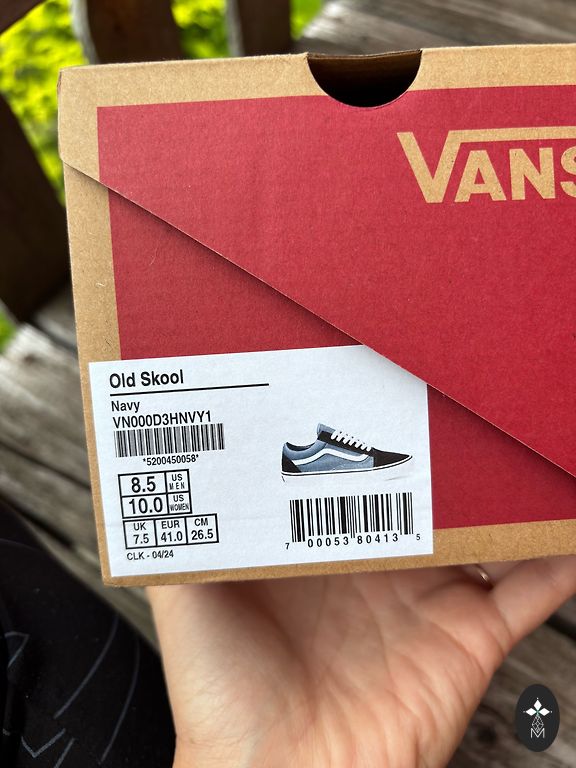 VANS
Old Skool
Navy
VN000D3HNVY1
*5200450058*
8.5 US MEN
10.0 US WOMEN
UK EUR CM
7.5 41.0 26.5
CLK - 04/24
7 00053 80413 5
M